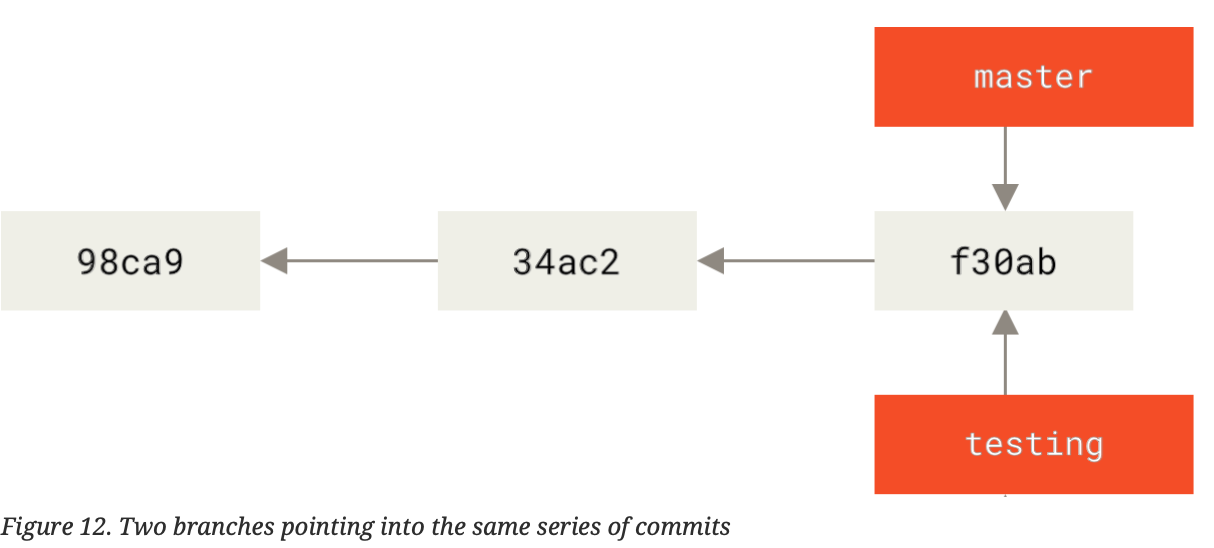 master
98ca9
34ac2
f30ab
testing
Figure 12. Two branches pointing into the same series of commits